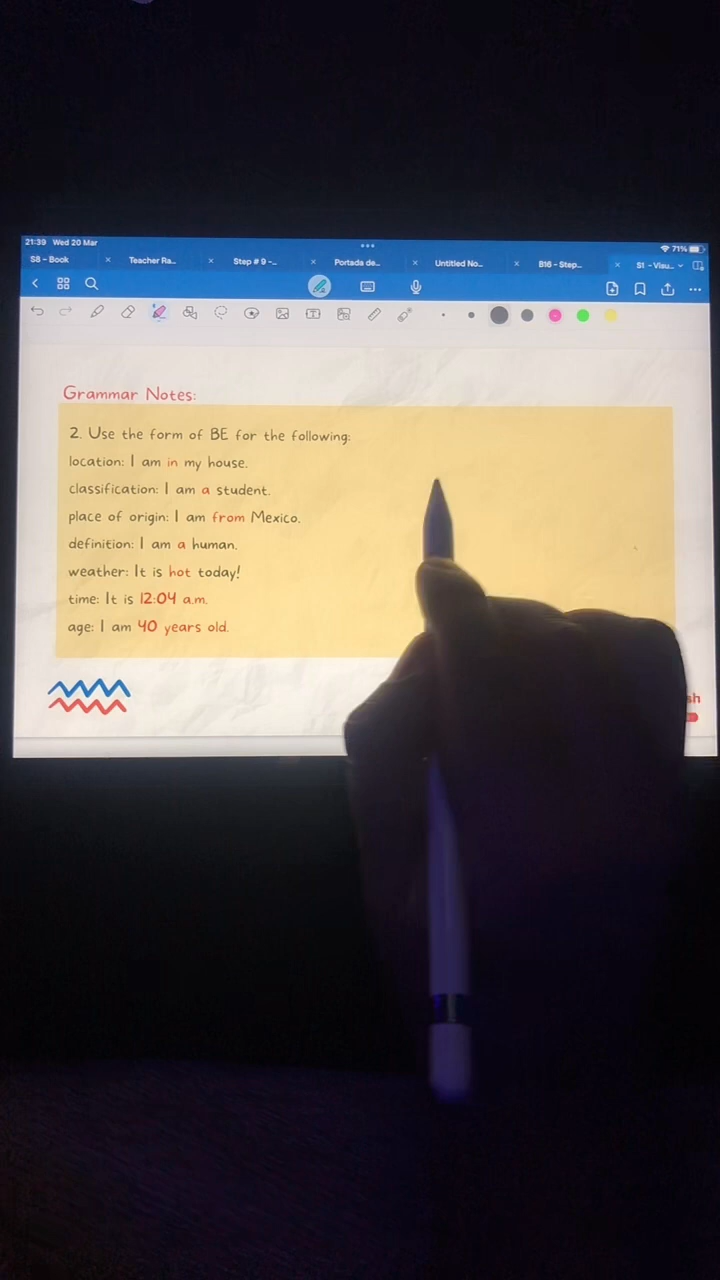 21:39 Wed 20 Mar
71%
S8 - Book
Teacher Ra...
Step # 9 -...
Portada de...
Untitled No...
B16 - Step...
S1 - Visu...
Grammar Notes:
2. Use the form of BE for the following:
location: I am in my house.
classification: I am a student.
place of origin: I am from Mexico.
definition: I am a human.
weather: It is hot today!
time: It is 12:04 a.m.
age: I am 40 years old.